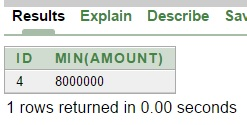 Results Explain Describe Sav
ID MIN(AMOUNT)
4 8000000
1 rows returned in 0.00 seconds